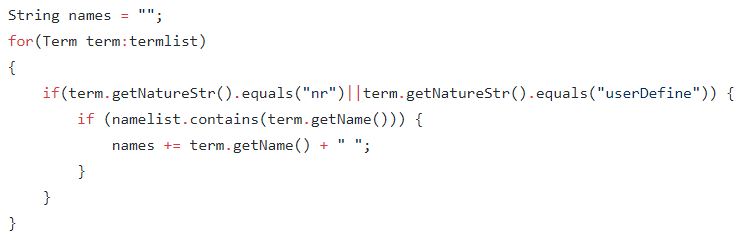 String names = "";
for(Term term:termlist)
{
    if(term.getNatureStr().equals("nr")||term.getNatureStr().equals("userDefine")) {
        if (namelist.contains(term.getName())) {
            names += term.getName() + " ";
        }
    }
}